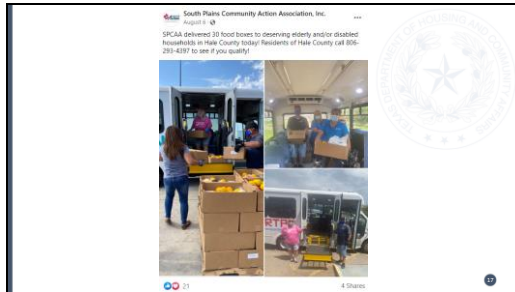 South Plains Community Action Association, Inc.
August 6 ·
SPCAA delivered 30 food boxes to deserving elderly and/or disabled
households in Hale County today! Residents of Hale County call 806-
293-4397 to see if you qualify!
21
4 Shares
17